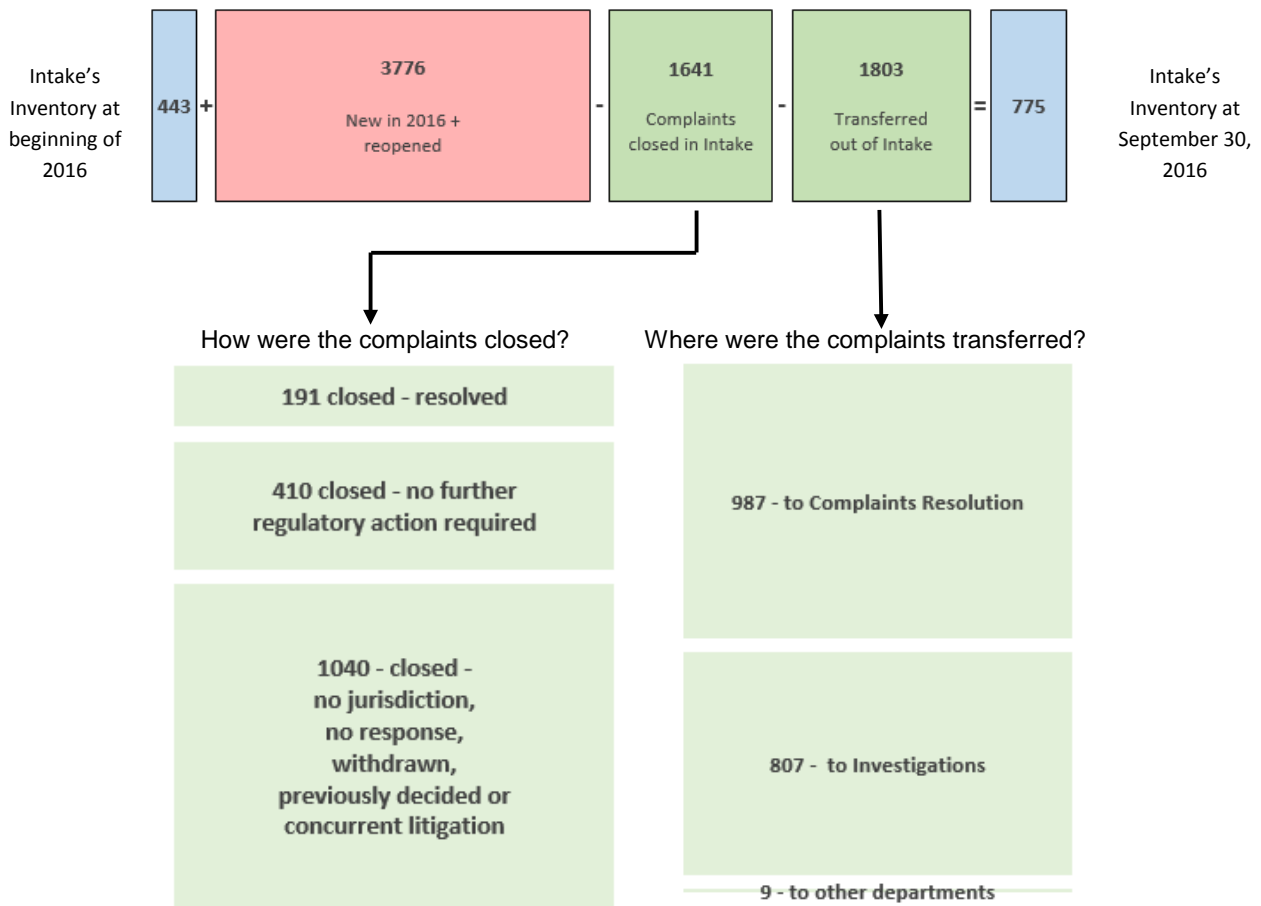 Intake’s
Inventory at
beginning of
2016
443
+
3776
New in 2016 +
reopened
-
1641
Complaints
closed in Intake
-
1803
Transferred
out of Intake
=
775
Intake’s
Inventory at
September 30,
2016
How were the complaints closed?
191 closed - resolved
410 closed - no further
regulatory action required
1040 - closed -
no jurisdiction,
no response,
withdrawn,
previously decided or
concurrent litigation
Where were the complaints transferred?
987 - to Complaints Resolution
807 - to Investigations
9 - to other departments